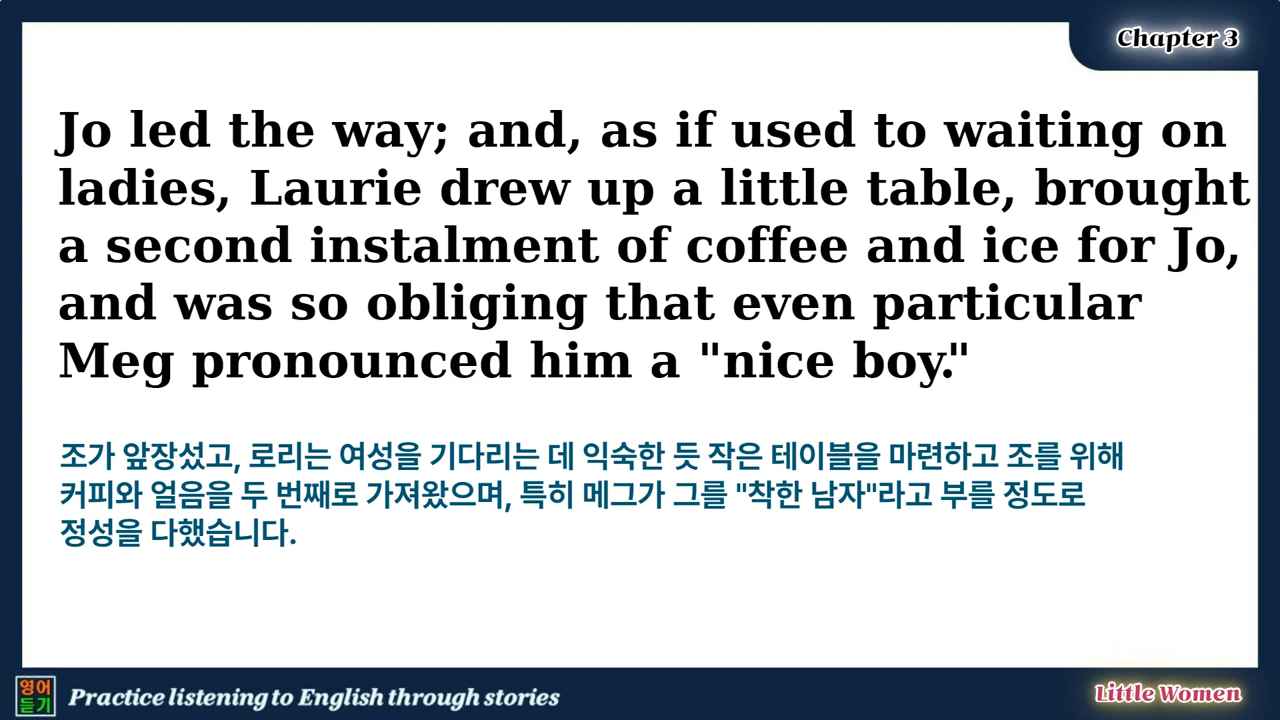 Chapter 3
Jo led the way; and, as if used to waiting on
ladies, Laurie drew up a little table, brought
a second instalment of coffee and ice for Jo,
and was so obliging that even particular
Meg pronounced him a "nice boy."
조가 앞장섰고, 로리는 여성을 기다리는 데 익숙한 듯 작은 테이블을 마련하고 조를 위해
커피와 얼음을 두 번째로 가져왔으며, 특히 메그가 그를 "착한 남자"라고 부를 정도로
정성을 다했습니다.
영어
듣기
Practice listening to English through stories
Little Women